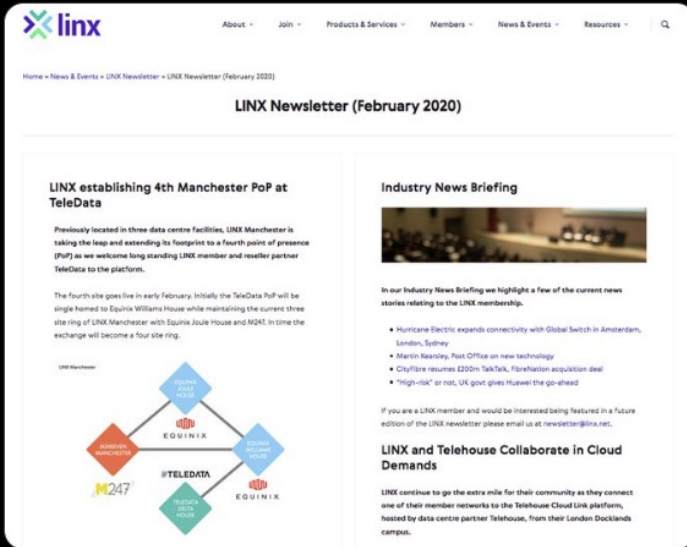 linx
About
Join
Products & Services
Members
News & Events
Resources
Home » News & Events » LINX Newsletter » LINX Newsletter (February 2020)
LINX Newsletter (February 2020)
LINX establishing 4th Manchester PoP at
TeleData
Previously located in three data centre facilities, LINX Manchester is
taking the leap and extending its footprint to a fourth point of presence
(PoP) as we welcome long standing LINX member and reseller partner
TeleData to the platform.
The fourth site goes live in early February. Initially the TeleData PoP will be
single homed to Equinix Williams House while maintaining the current three
site ring of LINX Manchester with Equinix Joule House and M247. In time the
exchange will become a four site ring.
LINX Manchester
EQUINIX
JOULE
HOUSE
EQUINIX
MANCHESTER
EQUINIX
WILLIAMS
HOUSE
M247
TELEDATA
EQUINIX
TELEDATA
DELTA
HOUSE
Industry News Briefing
In our Industry News Briefing we highlight a few of the current news
stories relating to the LINX membership.
• Hurricane Electric expands connectivity with Global Switch in Amsterdam,
London, Sydney
• Martin Kearsley, Post Office on new technology
• CityFibre resumes £200m TalkTalk, FibreNation acquisition deal
• "High-risk" or not, UK govt gives Huawei the go-ahead
If you are a LINX member and would be interested being featured in a future
edition of the LINX newsletter please email us at newsletter@linx.net.
LINX and Telehouse Collaborate in Cloud
Demands
LINX continue to go the extra mile for their community as they connect
one of their member networks to the Telehouse Cloud Link platform,
hosted by data centre partner Telehouse, from their London Docklands
campus.